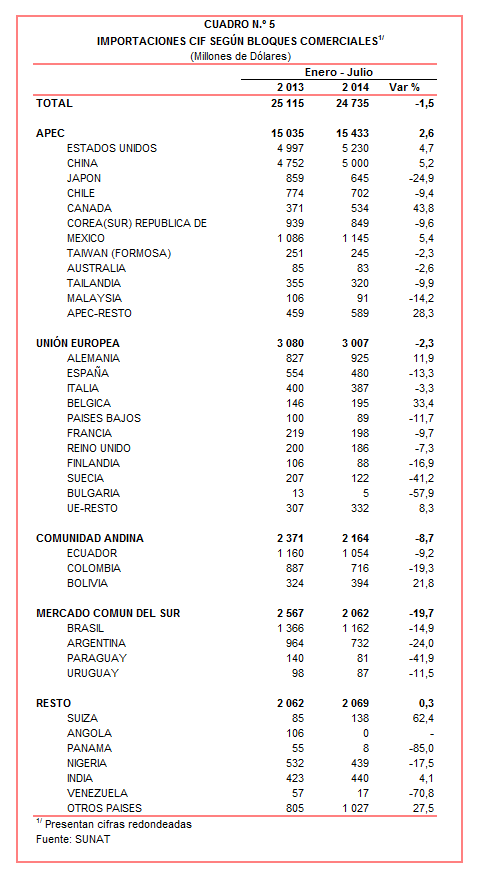 CUADRO N.º 5
IMPORTACIONES CIF SEGÚN BLOQUES COMERCIALES1/
(Millones de Dólares)
Enero - Julio
2 013 2 014 Var %
TOTAL 25 115 24 735 -1,5
APEC 15 035 15 433 2,6
ESTADOS UNIDOS 4 997 5 230 4,7
CHINA 4 752 5 000 5,2
JAPON 859 645 -24,9
CHILE 774 702 -9,4
CANADA 371 534 43,8
COREA(SUR) REPUBLICA DE 939 849 -9,6
MEXICO 1 086 1 145 5,4
TAIWAN (FORMOSA) 251 245 -2,3
AUSTRALIA 85 83 -2,6
TAILANDIA 355 320 -9,9
MALAYSIA 106 91 -14,2
APEC-RESTO 459 589 28,3
UNIÓN EUROPEA 3 080 3 007 -2,3
ALEMANIA 827 925 11,9
ESPAÑA 554 480 -13,3
ITALIA 400 387 -3,3
BELGICA 146 195 33,4
PAISES BAJOS 100 89 -11,7
FRANCIA 219 198 -9,7
REINO UNIDO 200 186 -7,3
FINLANDIA 106 88 -16,9
SUECIA 207 122 -41,2
BULGARIA 13 5 -57,9
UE-RESTO 307 332 8,3
COMUNIDAD ANDINA 2 371 2 164 -8,7
ECUADOR 1 160 1 054 -9,2
COLOMBIA 887 716 -19,3
BOLIVIA 324 394 21,8
MERCADO COMUN DEL SUR 2 567 2 062 -19,7
BRASIL 1 366 1 162 -14,9
ARGENTINA 964 732 -24,0
PARAGUAY 140 81 -41,9
URUGUAY 98 87 -11,5
RESTO 2 062 2 069 0,3
SUIZA 85 138 62,4
ANGOLA 106 0 -
PANAMA 55 8 -85,0
NIGERIA 532 439 -17,5
INDIA 423 440 4,1
VENEZUELA 57 17 -70,8
OTROS PAISES 805 1 027 27,5
1/ Presentan cifras redondeadas
Fuente: SUNAT